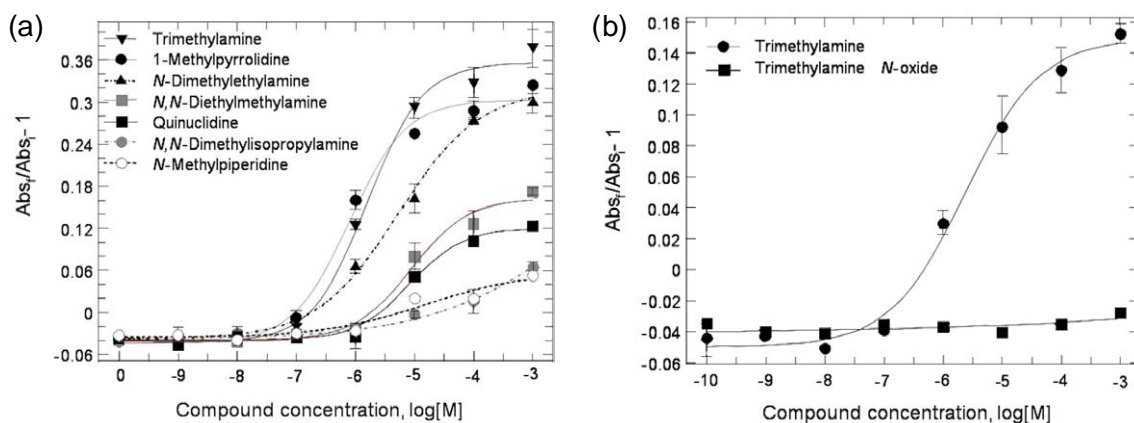 (a)
Trimethylamine
1-Methylpyrrolidine
N-Dimethylethylamine
N,N-Diethylmethylamine
Quinuclidine
N,N-Dimethylisopropylamine
N-Methylpiperidine
Abs_f/Abs_i- 1
0.36
0.3
0.24
0.18
0.12
0.06
0
-0.06
0 -9 -8 -7 -6 -5 -4 -3
Compound concentration, log[M]
(b)
Trimethylamine
Trimethylamine N-oxide
Abs_f/Abs_i- 1
0.16
0.14
0.12
0.10
0.08
0.06
0.04
0.02
0
-0.02
-0.04
-0.06
-10 -9 -8 -7 -6 -5 -4 -3
Compound concentration, log[M]